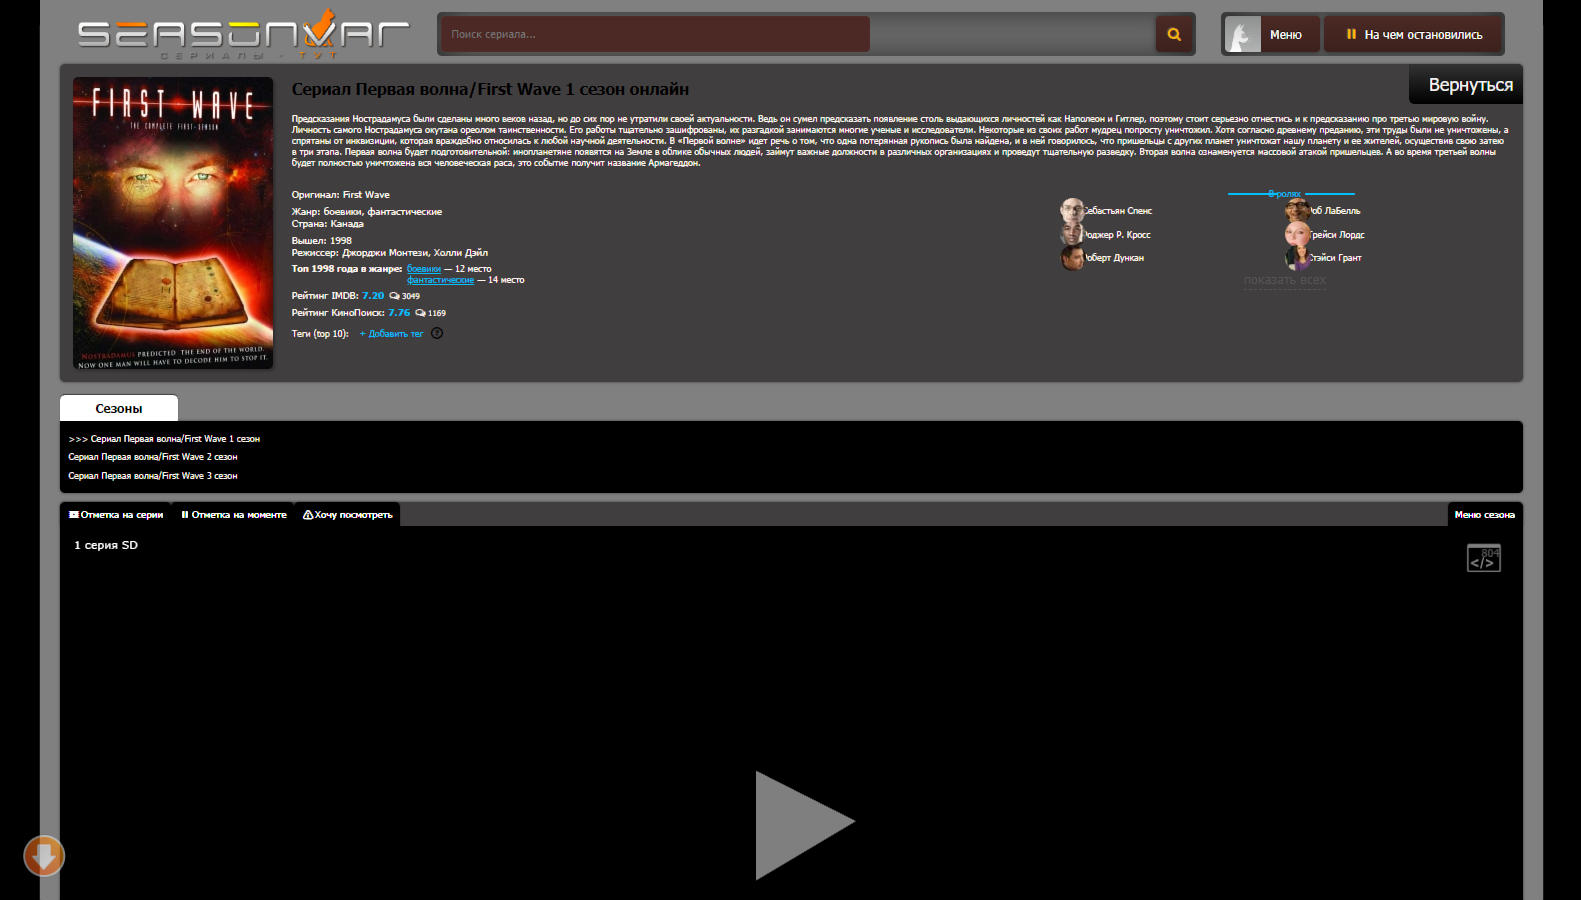 SEASONVAR
СЕРИАЛЫ - ТУТ
Поиск сериала...
Меню
На чем остановились
Вернуться
FIRST WAVE
THE COMPLETE FIRST SEASON
NOSTRADAMUS PREDICTED THE END OF THE WORLD.
NOW ONE MAN WILL HAVE TO DECODE HIM TO STOP IT.
Сериал Первая волна/First Wave 1 сезон онлайн
Предсказания Нострадамуса были сделаны много веков назад, но до сих пор не утратили своей актуальности. Ведь он сумел предсказать появление столь выдающихся личностей как Наполеон и Гитлер, поэтому стоит серьезно отнестись и к предсказанию про третью мировую войну.
Личность самого Нострадамуса окутана ореолом таинственности. Его работы тщательно зашифрованы, их разгадкой занимаются многие ученые и исследователи. Некоторые из своих работ мудрец попросту уничтожил. Хотя согласно древнему преданию, эти труды были не уничтожены, а
спрятаны от инквизиции, которая враждебно относилась к любой научной деятельности. В «Первой волне» идет речь о том, что одна потерянная рукопись была найдена, и в ней говорилось, что пришельцы с других планет уничтожат нашу планету и ее жителей, осуществив свою затею
в три этапа. Первая волна будет подготовительной: инопланетяне появятся на Земле в облике обычных людей, займут важные должности в различных организациях и проведут тщательную разведку. Вторая волна ознаменуется массовой атакой пришельцев. А во время третьей волны
будет полностью уничтожена вся человеческая раса, это событие получит название Армагеддон.
Оригинал: First Wave
Жанр: боевики, фантастические
Страна: Канада
Вышел: 1998
Режиссер: Джорджи Монтези, Холли Дэйл
Топ 1998 года в жанре: боевики — 12 место
фантастические — 14 место
Рейтинг IMDB: 7.20 3049
Рейтинг КиноПоиск: 7.76 1169
Теги (top 10): + Добавить тег ?
В ролях
Себастьян Спенс
Роб ЛаБелль
Роджер Р. Кросс
Трейси Лордс
Роберт Дункан
Стэйси Грант
показать всех
Сезоны
>>> Сериал Первая волна/First Wave 1 сезон
Сериал Первая волна/First Wave 2 сезон
Сериал Первая волна/First Wave 3 сезон
Отметка на серии
Отметка на моменте
Хочу посмотреть
Меню сезона
1 серия SD
804
</>